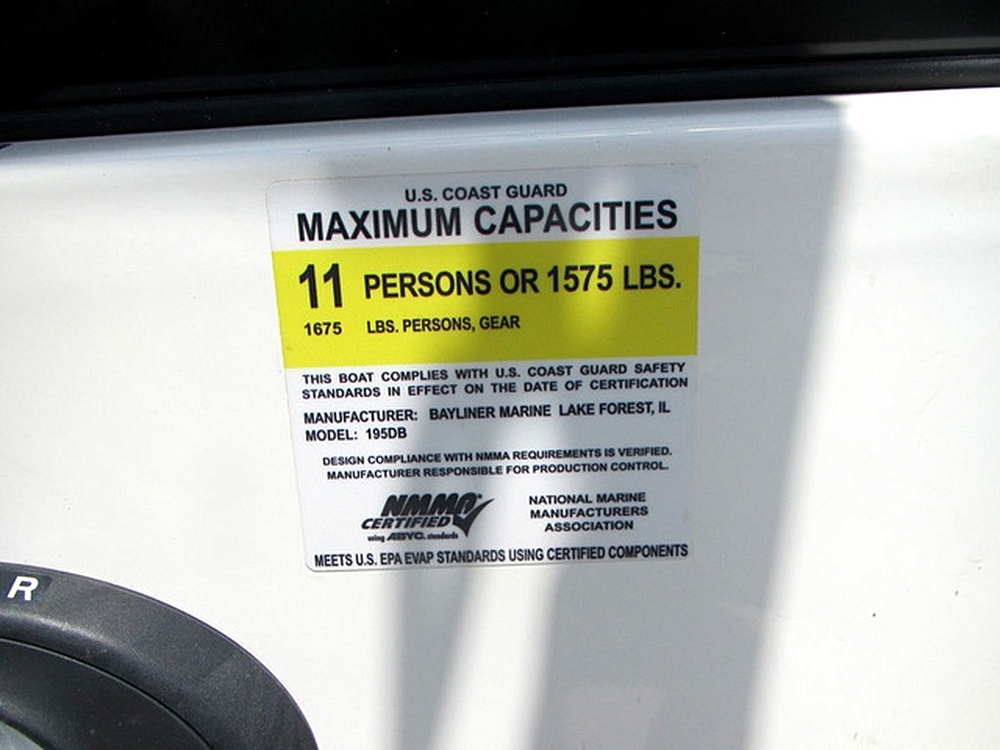 U.S. COAST GUARD
MAXIMUM CAPACITIES
11 PERSONS OR 1575 LBS.
1675 LBS. PERSONS, GEAR
THIS BOAT COMPLIES WITH U.S. COAST GUARD SAFETY
STANDARDS IN EFFECT ON THE DATE OF CERTIFICATION
MANUFACTURER: BAYLINER MARINE LAKE FOREST, IL
MODEL: 195DB
DESIGN COMPLIANCE WITH NMMA REQUIREMENTS IS VERIFIED.
MANUFACTURER RESPONSIBLE FOR PRODUCTION CONTROL.
NMMA
CERTIFIED
using ABYC. standards
NATIONAL MARINE
MANUFACTURERS
ASSOCIATION
MEETS U.S. EPA EVAP STANDARDS USING CERTIFIED COMPONENTS
R